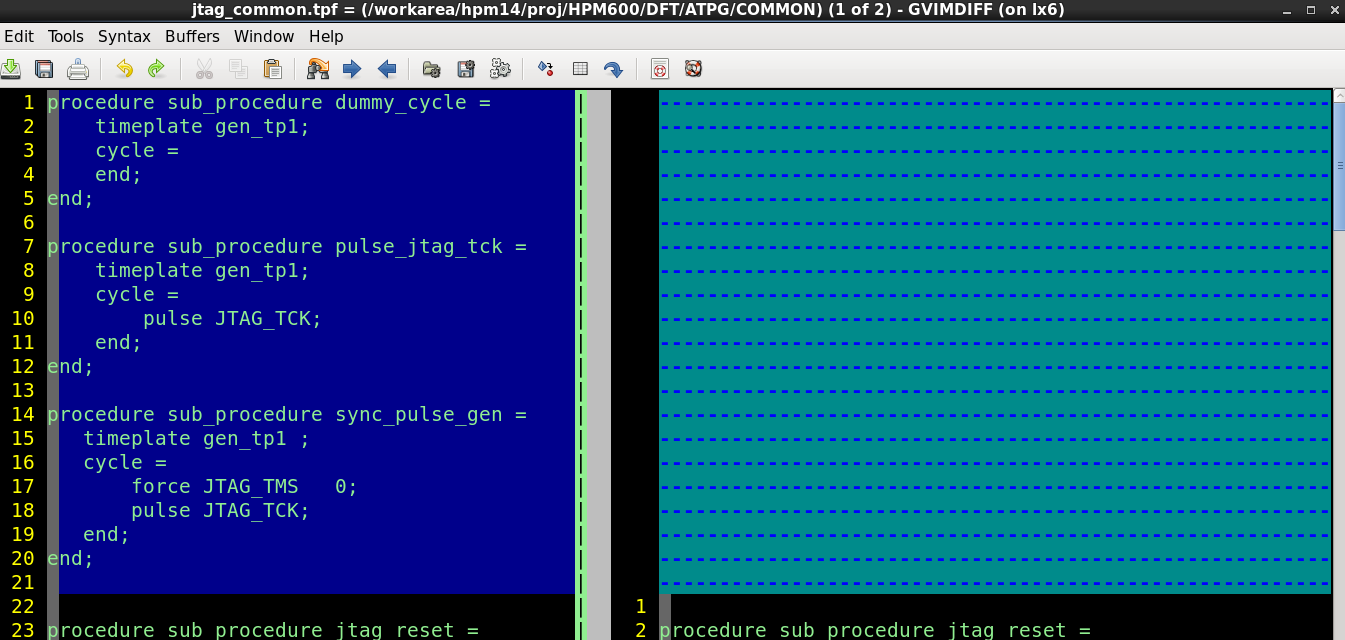 jtag_common.tpf = (/workarea/hpm14/proj/HPM600/DFT/ATPG/COMMON) (1 of 2) - GVIMDIFF (on lx6)
Edit Tools Syntax Buffers Window Help
1 procedure sub_procedure dummy_cycle =
2     timeplate gen_tp1;
3     cycle =
4     end;
5 end;
6
7 procedure sub_procedure pulse_jtag_tck =
8     timeplate gen_tp1;
9     cycle =
10         pulse JTAG_TCK;
11     end;
12 end;
13
14 procedure sub_procedure sync_pulse_gen =
15    timeplate gen_tp1 ;
16    cycle =
17        force JTAG_TMS   0;
18        pulse JTAG_TCK;
19    end;
20 end;
21
22
23 procedure sub_procedure jtag_reset =
1
2 procedure sub_procedure jtag_reset =